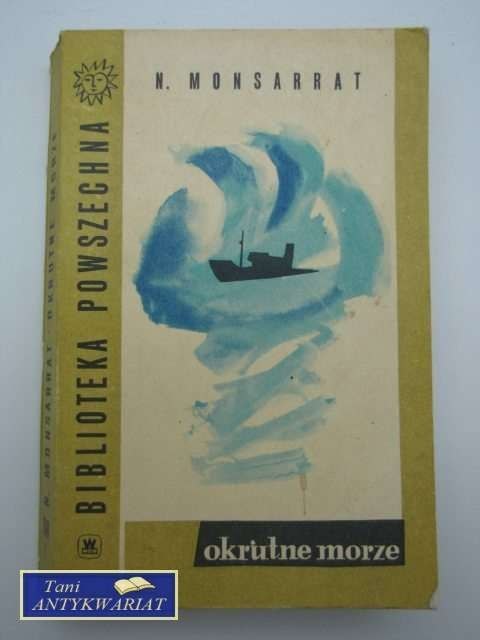 N. MONSARRAT
BIBLIOTEKA POWSZECHNA
N. MONSARRAT OKRUTNE MORZE
okrutne morze
Tani
ANTYKWARIAT